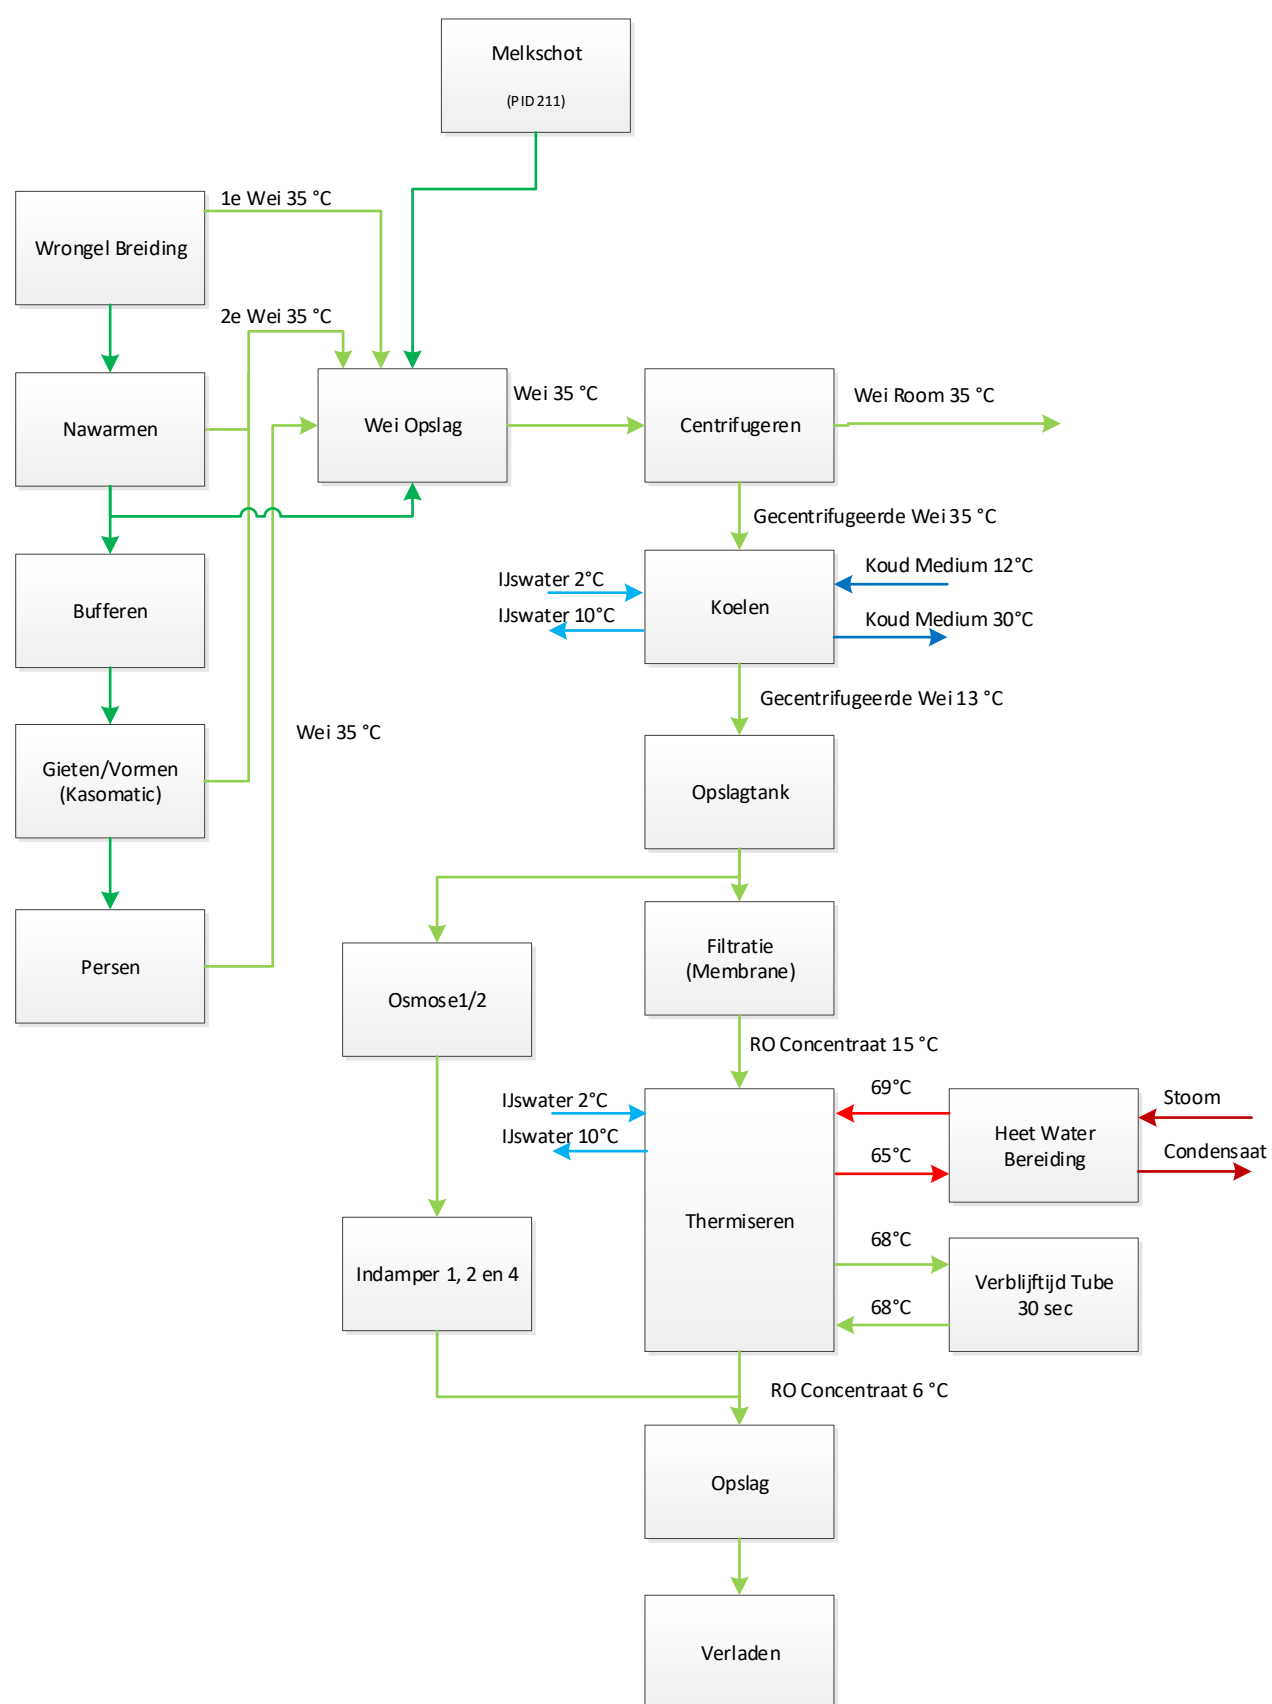 Melkschot
(PID 211)
1e Wei 35 °C
Wrongel Breiding
2e Wei 35 °C
Nawarmen
Wei Opslag
Wei 35 °C
Centrifugeren
Wei Room 35 °C
Gecentrifugeerde Wei 35 °C
Bufferen
IJswater 2°C
IJswater 10°C
Koelen
Koud Medium 12°C
Koud Medium 30°C
Gecentrifugeerde Wei 13 °C
Gieten/Vormen
(Kasomatic)
Wei 35 °C
Opslagtank
Persen
Osmose1/2
Filtratie
(Membrane)
RO Concentraat 15 °C
IJswater 2°C
IJswater 10°C
Thermiseren
69°C
65°C
Heet Water
Bereiding
Stoom
Condensaat
68°C
68°C
Verblijftijd Tube
30 sec
Indamper 1, 2 en 4
RO Concentraat 6 °C
Opslag
Verladen